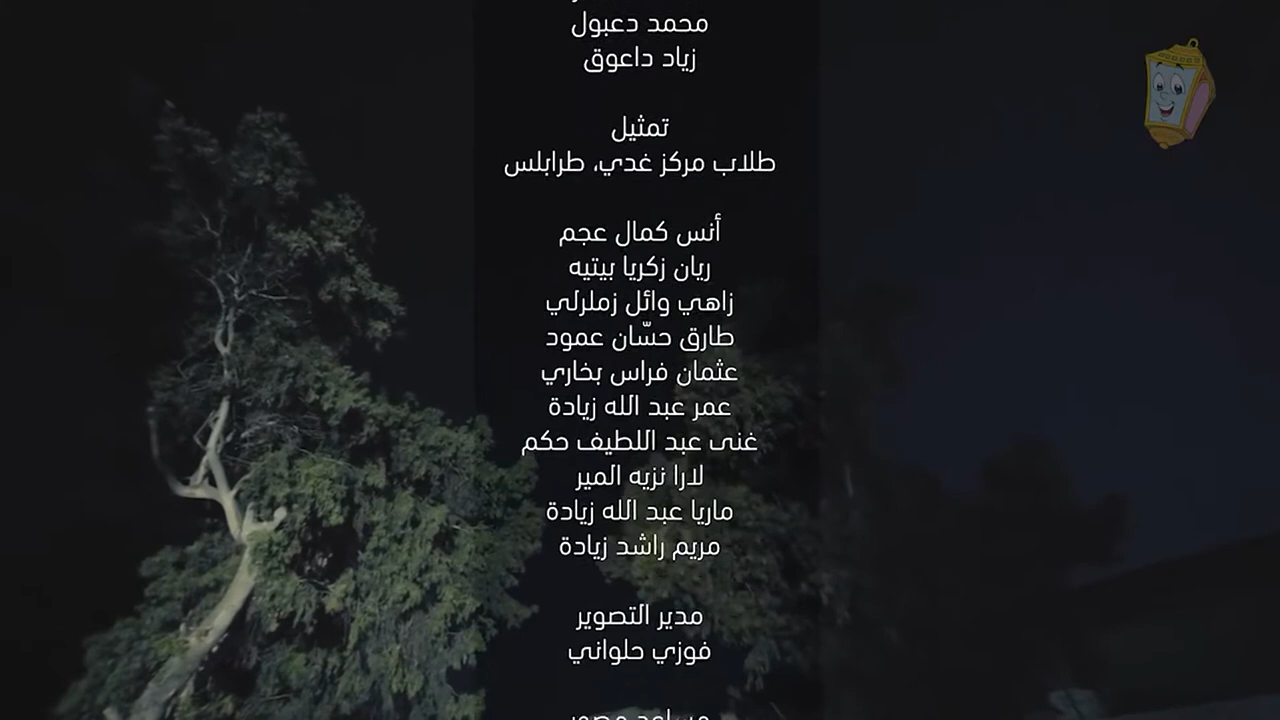 محمد دعبول
زياد داعوق
تمثيل
طلاب مركز غدي، طرابلس
أنس كمال عجم
ريان زكريا بيتيه
زاهي وائل زملرلي
طارق حسّان عمود
عثمان فراس بخاري
عمر عبد الله زيادة
غنى عبد اللطيف حكم
لارا نزيه المير
ماريا عبد الله زيادة
مريم راشد زيادة
مدير التصوير
فوزي حلواني